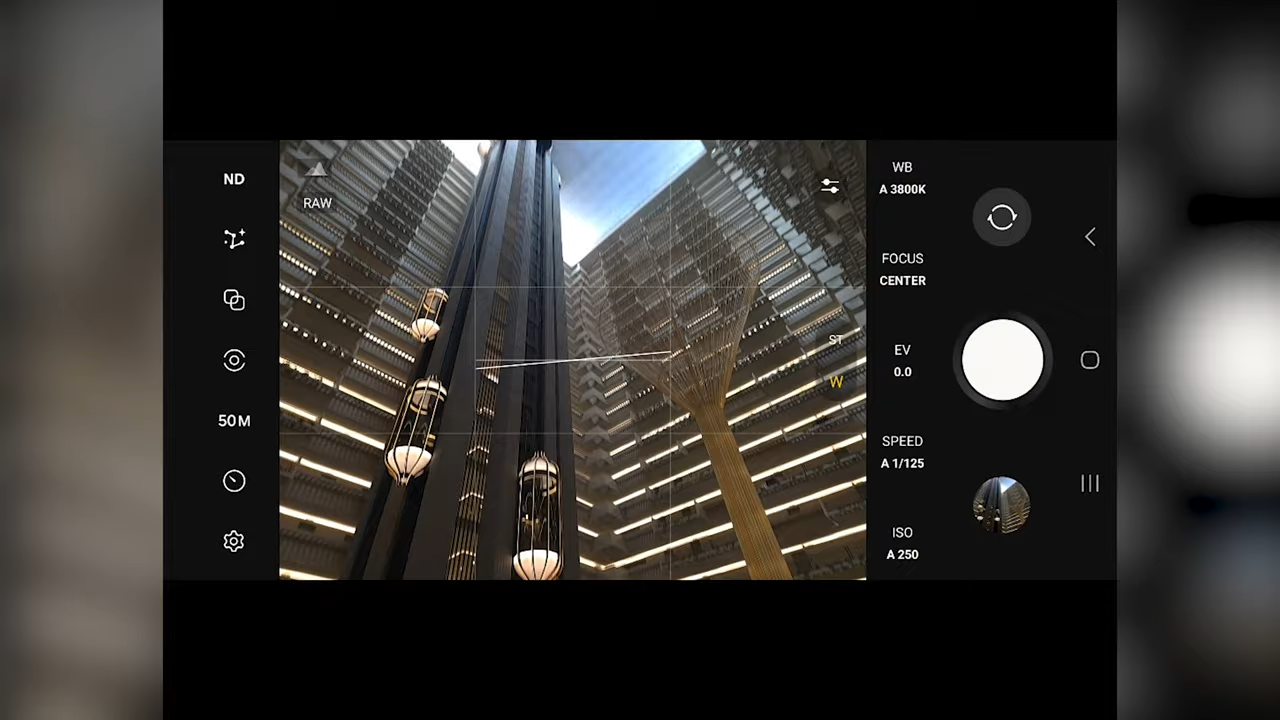 ND
50M
RAW
ST
W
WB
A 3800K
FOCUS
CENTER
EV
0.0
SPEED
A 1/125
ISO
A 250